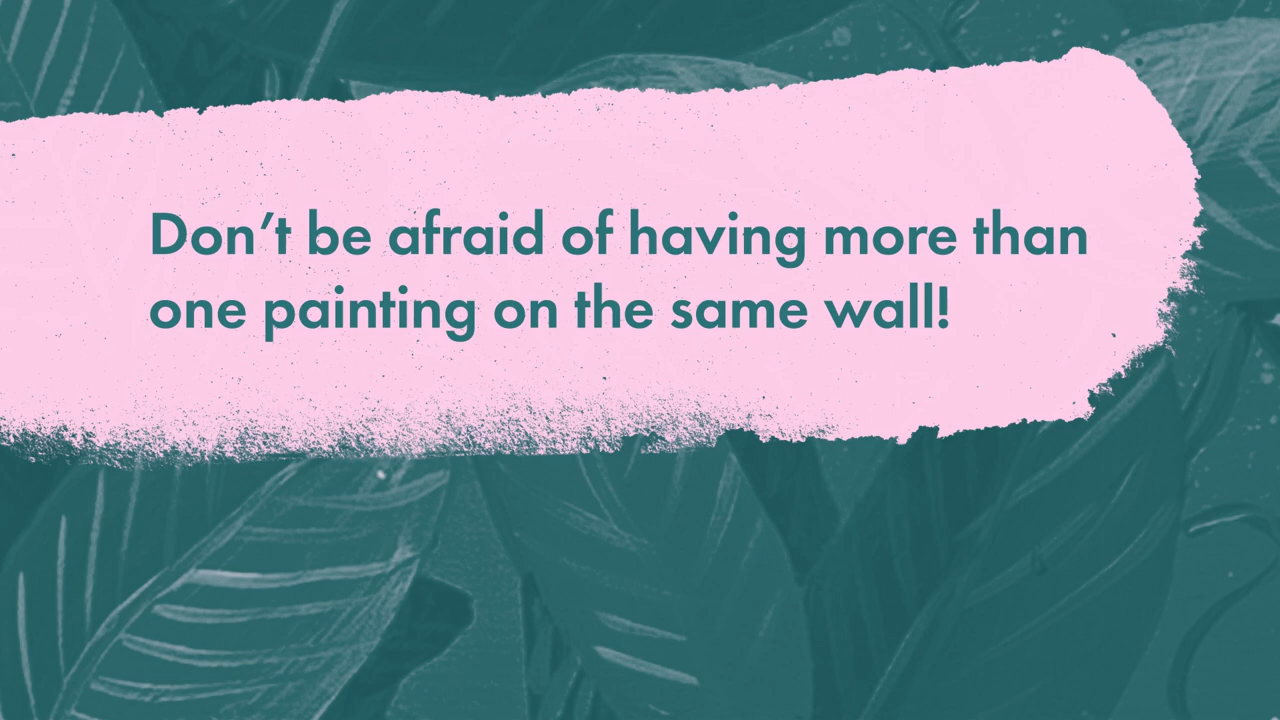 Don’t be afraid of having more than
one painting on the same wall!